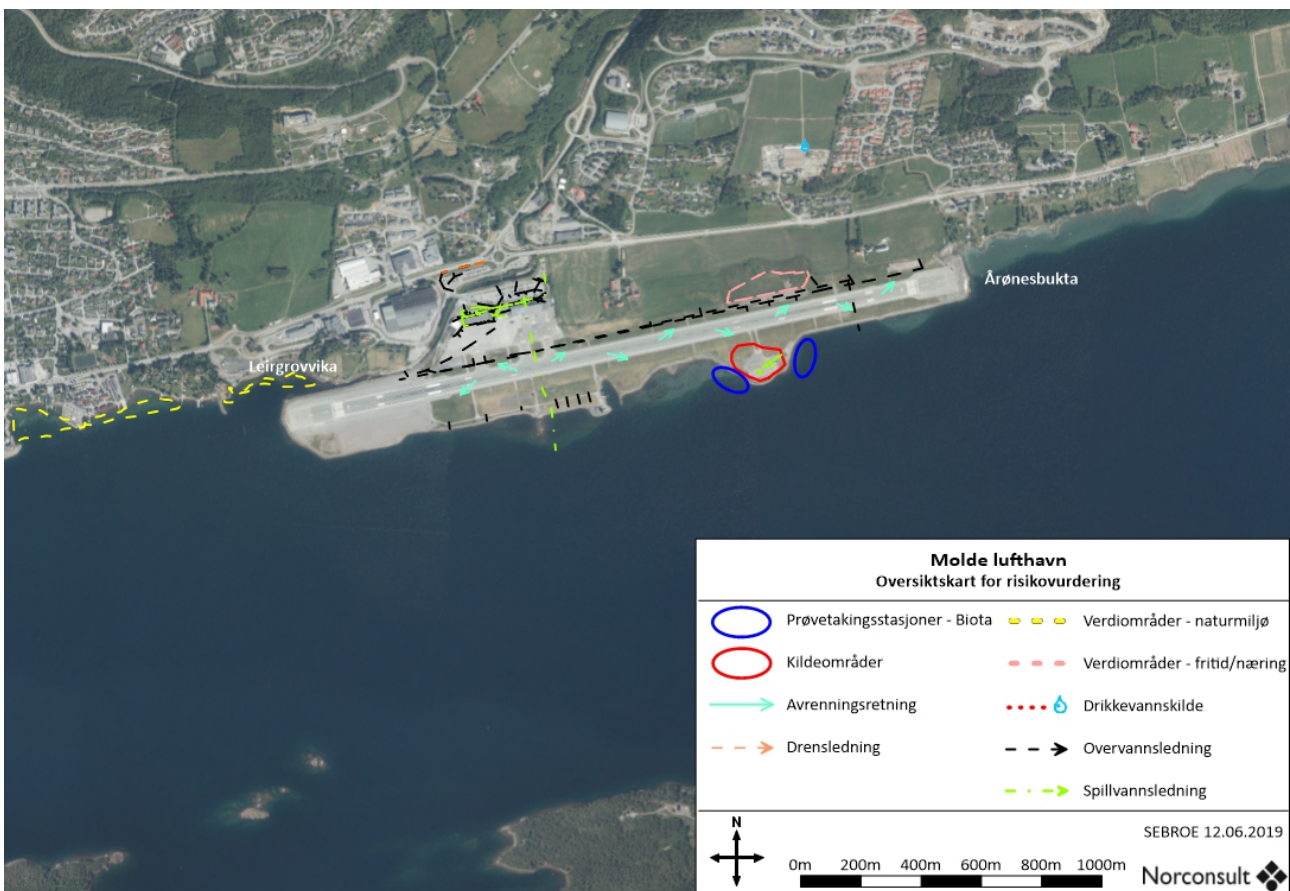 Årønesbukta
Leirgrovvika
Molde lufthavn
Oversiktskart for risikovurdering
Prøvetakingsstasjoner - Biota
Verdiområder - naturmiljø
Kildeområder
Verdiområder - fritid/næring
Avrenningsretning
Drikkevannskilde
Drensledning
Overvannsledning
Spillvannsledning
N
SEBROE 12.06.2019
0m 200m 400m 600m 800m 1000m
Norconsult